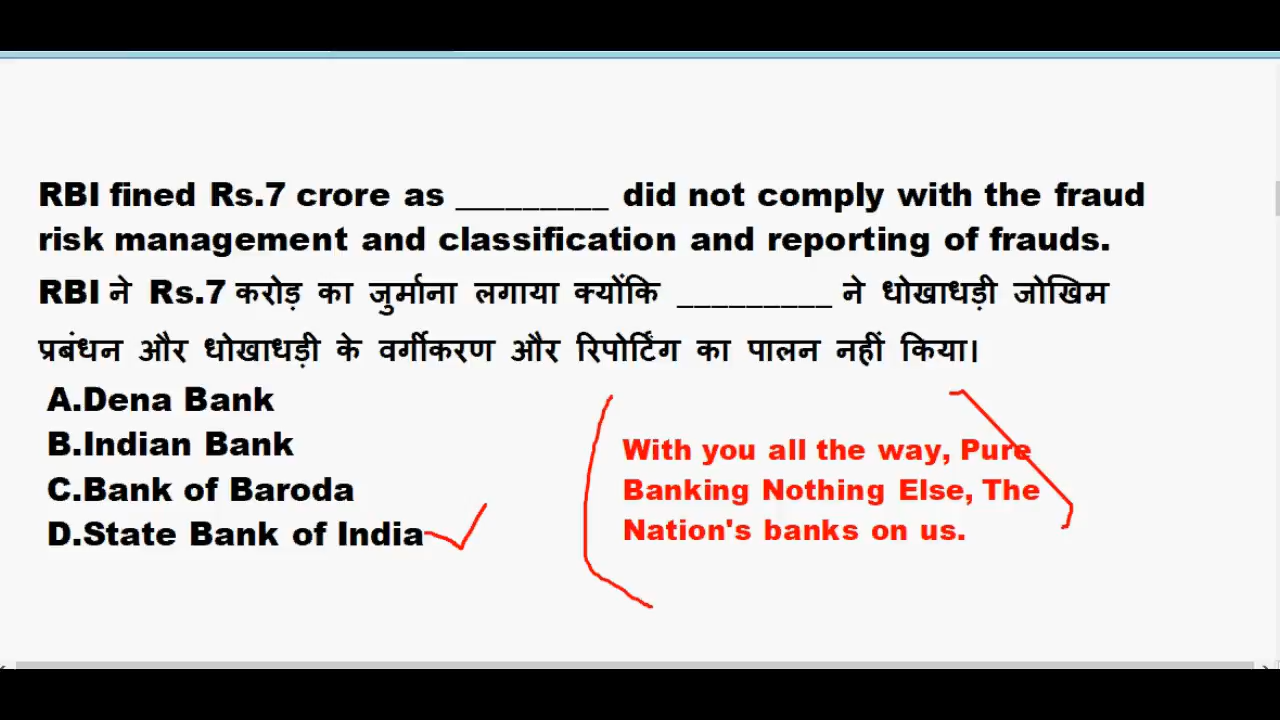 RBI fined Rs.7 crore as _________ did not comply with the fraud
risk management and classification and reporting of frauds.
RBI ने Rs.7 करोड़ का जुर्माना लगाया क्योंकि _________ ने धोखाधड़ी जोखिम
प्रबंधन और धोखाधड़ी के वर्गीकरण और रिपोर्टिंग का पालन नहीं किया।
A.Dena Bank
B.Indian Bank
C.Bank of Baroda
D.State Bank of India
With you all the way, Pure
Banking Nothing Else, The
Nation's banks on us.